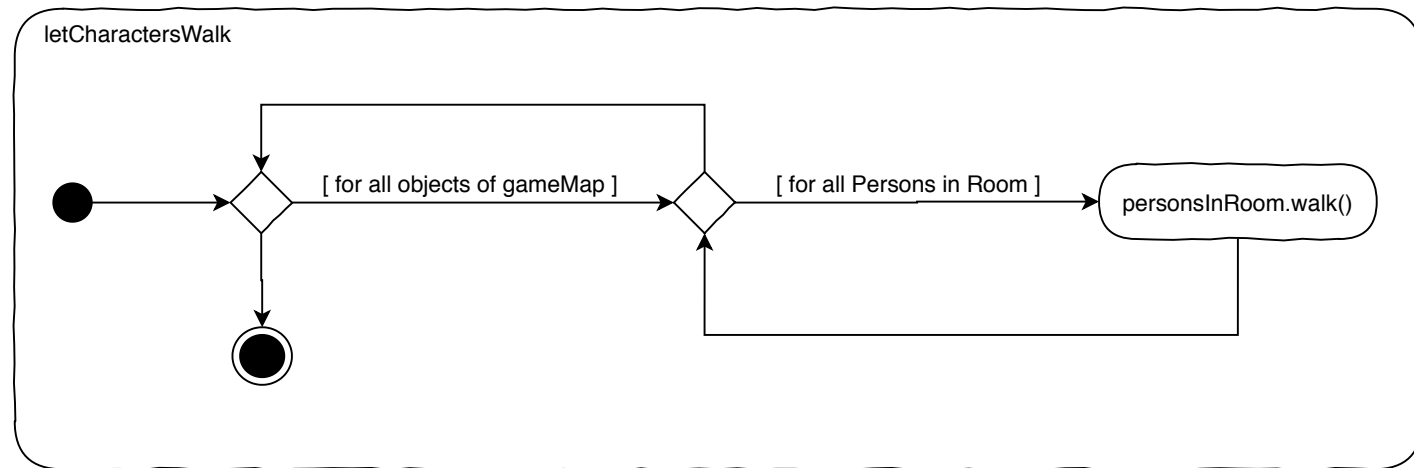 letCharactersWalk
[ for all objects of gameMap ]
[ for all Persons in Room ]
personsInRoom.walk()